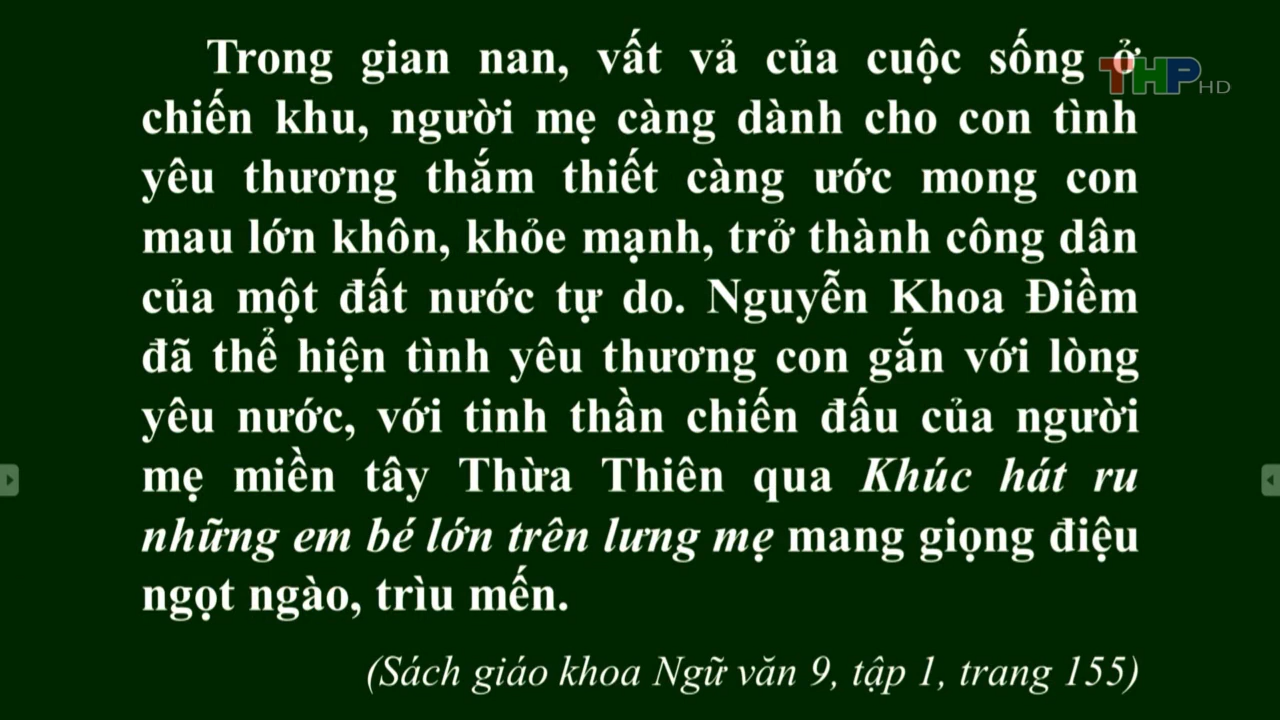 Trong gian nan, vất vả của cuộc sống ở
THP HD
chiến khu, người mẹ càng dành cho con tình
yêu thương thắm thiết càng ước mong con
mau lớn khôn, khỏe mạnh, trở thành công dân
của một đất nước tự do. Nguyễn Khoa Điềm
đã thể hiện tình yêu thương con gắn với lòng
yêu nước, với tinh thần chiến đấu của người
mẹ miền tây Thừa Thiên qua Khúc hát ru
những em bé lớn trên lưng mẹ mang giọng điệu
ngọt ngào, trìu mến.
(Sách giáo khoa Ngữ văn 9, tập 1, trang 155)